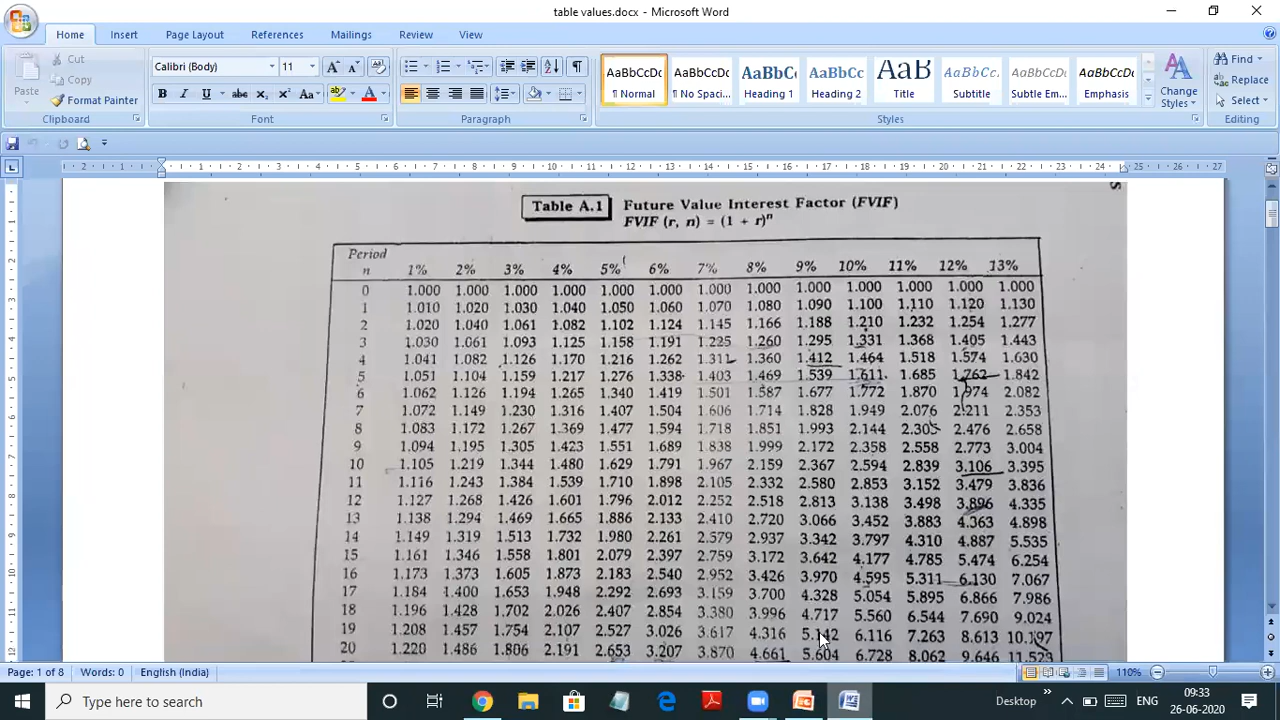 table values.docx - Microsoft Word
Home Insert Page Layout References Mailings Review View
Paste
Cut
Copy
Format Painter
Calibri (Body) 11
AaBbCcDc AaBbCcDc AaBbCc AaBbCc AaB AaBbCc. AaBbCcDc AaBbCcDc
¶ Normal ¶ No Spaci... Heading 1 Heading 2 Title Subtitle Subtle Em... Emphasis
Change Styles
Find
Replace
Select
Clipboard Font Paragraph Styles Editing
2 1 1 2 3 4 5 6 7 8 9 10 11 12 13 14 15 16 17 18 19 20 21 22 23 24 25 26 27
Table A.1 Future Value Interest Factor (FVIF)
FVIF (r, n) = (1 + r)^n
Period
n 1% 2% 3% 4% 5% 6% 7% 8% 9% 10% 11% 12% 13%
0 1.000 1.000 1.000 1.000 1.000 1.000 1.000 1.000 1.000 1.000 1.000 1.000 1.000
1 1.010 1.020 1.030 1.040 1.050 1.060 1.070 1.080 1.090 1.100 1.110 1.120 1.130
2 1.020 1.040 1.061 1.082 1.102 1.124 1.145 1.166 1.188 1.210 1.232 1.254 1.277
3 1.030 1.061 1.093 1.125 1.158 1.191 1.225 1.260 1.295 1.331 1.368 1.405 1.443
4 1.041 1.082 1.126 1.170 1.216 1.262 1.311 1.360 1.412 1.464 1.518 1.574 1.630
5 1.051 1.104 1.159 1.217 1.276 1.338 1.403 1.469 1.539 1.611 1.685 1.762 1.842
6 1.062 1.126 1.194 1.265 1.340 1.419 1.501 1.587 1.677 1.772 1.870 1.974 2.082
7 1.072 1.149 1.230 1.316 1.407 1.504 1.606 1.714 1.828 1.949 2.076 2.211 2.353
8 1.083 1.172 1.267 1.369 1.477 1.594 1.718 1.851 1.993 2.144 2.305 2.476 2.658
9 1.094 1.195 1.305 1.423 1.551 1.689 1.838 1.999 2.172 2.358 2.558 2.773 3.004
10 1.105 1.219 1.344 1.480 1.629 1.791 1.967 2.159 2.367 2.594 2.839 3.106 3.395
11 1.116 1.243 1.384 1.539 1.710 1.898 2.105 2.332 2.580 2.853 3.152 3.479 3.836
12 1.127 1.268 1.426 1.601 1.796 2.012 2.252 2.518 2.813 3.138 3.498 3.896 4.335
13 1.138 1.294 1.469 1.665 1.886 2.133 2.410 2.720 3.066 3.452 3.883 4.363 4.898
14 1.149 1.319 1.513 1.732 1.980 2.261 2.579 2.937 3.342 3.797 4.310 4.887 5.535
15 1.161 1.346 1.558 1.801 2.079 2.397 2.759 3.172 3.642 4.177 4.785 5.474 6.254
16 1.173 1.373 1.605 1.873 2.183 2.540 2.952 3.426 3.970 4.595 5.311 6.130 7.067
17 1.184 1.400 1.653 1.948 2.292 2.693 3.159 3.700 4.328 5.054 5.895 6.866 7.986
18 1.196 1.428 1.702 2.026 2.407 2.854 3.380 3.996 4.717 5.560 6.544 7.690 9.024
19 1.208 1.457 1.754 2.107 2.527 3.026 3.617 4.316 5.142 6.116 7.263 8.613 10.197
20 1.220 1.486 1.806 2.191 2.653 3.207 3.870 4.661 5.604 6.728 8.062 9.646 11.529
Page: 1 of 8 Words: 0 English (India) 110%
Type here to search Desktop ENG 09:33
26-06-2020